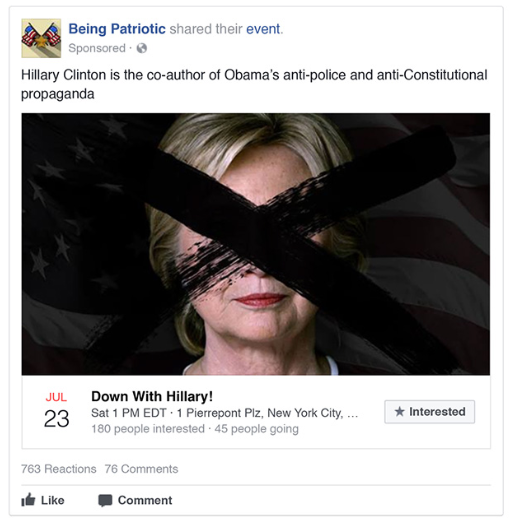 Being Patriotic shared their event.
Sponsored ·
Hillary Clinton is the co-author of Obama's anti-police and anti-Constitutional
propaganda
JUL
23
Down With Hillary!
Sat 1 PM EDT · 1 Pierrepont Plz, New York City, ...
180 people interested · 45 people going
★ Interested
763 Reactions 76 Comments
Like Comment